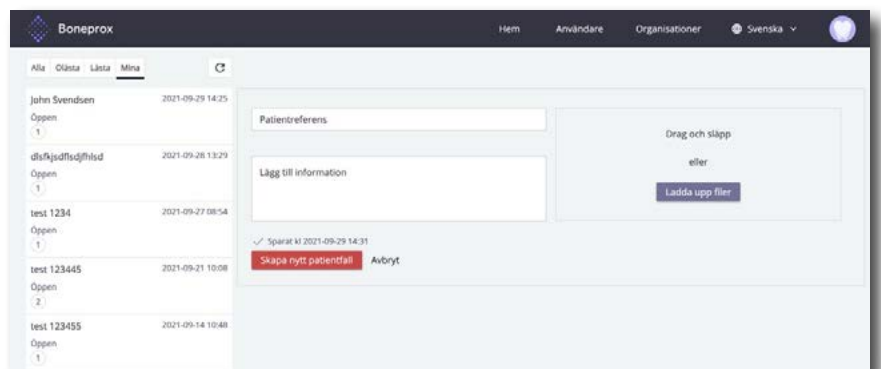 Boneprox
Hem Användare Organisationer Svenska
Alla Olästa Lästa Mina
John Svendsen 2021-09-29 14:25
Öppen
1
dlsfkjsdflsdjfhlsd 2021-09-28 13:29
Öppen
1
test 1234 2021-09-27 08:54
Öppen
1
test 123445 2021-09-21 10:08
Öppen
2
test 123455 2021-09-14 10:48
Öppen
1
Patientreferens
Lägg till information
Sparat kl 2021-09-29 14:31
Skapa nytt patientfall Avbryt
Drag och släpp
eller
Ladda upp filer